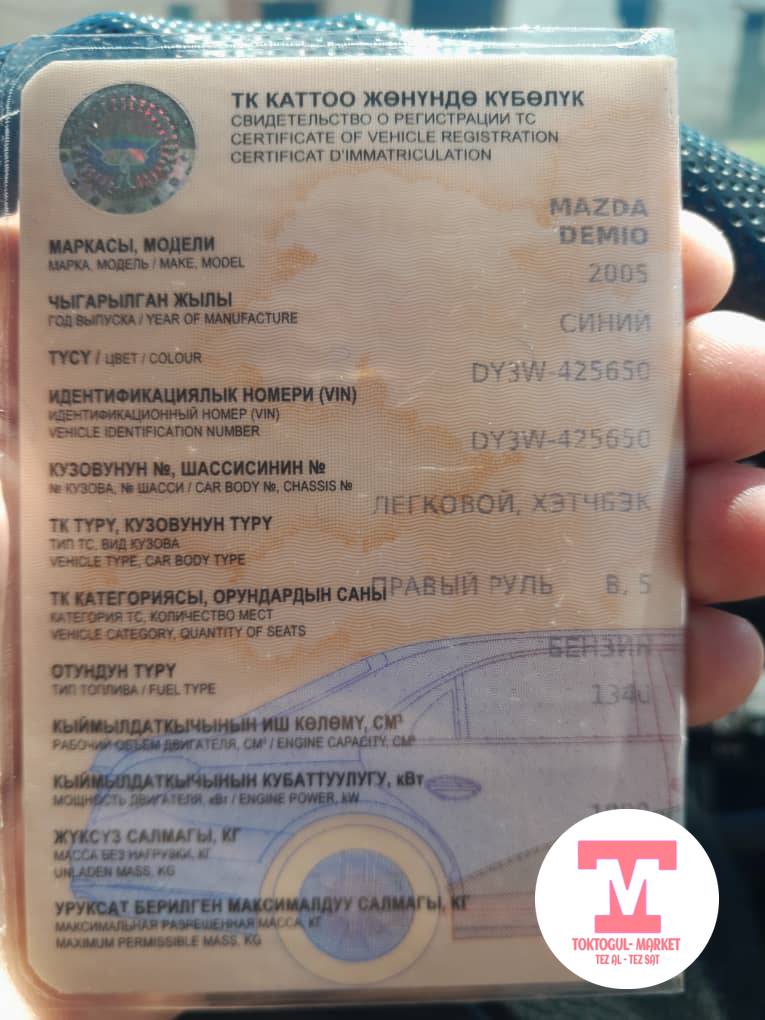 ТК КАТТОО ЖӨНҮНДӨ КҮБӨЛҮК
СВИДЕТЕЛЬСТВО О РЕГИСТРАЦИИ ТС
CERTIFICATE OF VEHICLE REGISTRATION
CERTIFICAT D'IMMATRICULATION
MAZDA
DEMIO
МАРКАСЫ, МОДЕЛИ
МАРКА, МОДЕЛЬ / MAKE, MODEL
2005
ЧЫГАРЫЛГАН ЖЫЛЫ
ГОД ВЫПУСКА / YEAR OF MANUFACTURE
СИНИЙ
ТҮСҮ / ЦВЕТ / COLOUR
DY3W-425650
ИДЕНТИФИКАЦИЯЛЫК НОМЕРИ (VIN)
ИДЕНТИФИКАЦИОННЫЙ НОМЕР (VIN)
VEHICLE IDENTIFICATION NUMBER
DY3W-425650
КУЗОВУНУН №, ШАССИСИНИН №
№ КУЗОВА, № ШАССИ / CAR BODY №, CHASSIS №
ЛЕГКОВОЙ, ХЭТЧБЭК
ТК ТҮРҮ, КУЗОВУНУН ТҮРҮ
ТИП ТС, ВИД КУЗОВА
VEHICLE TYPE, CAR BODY TYPE
ПРАВЫЙ РУЛЬ B, 5
ТК КАТЕГОРИЯСЫ, ОРУНДАРДЫН САНЫ
КАТЕГОРИЯ ТС, КОЛИЧЕСТВО МЕСТ
VEHICLE CATEGORY, QUANTITY OF SEATS
БЕНЗИН
ОТУНДУН ТҮРҮ
ТИП ТОПЛИВА / FUEL TYPE
1340
КЫЙМЫЛДАТКЫЧЫНЫН ИШ КӨЛӨМҮ, СМ³
РАБОЧИЙ ОБЪЕМ ДВИГАТЕЛЯ, СМ³ / ENGINE CAPACITY, CM³
КЫЙМЫЛДАТКЫЧЫНЫН КУБАТТУУЛУГУ, кВт
МОЩНОСТЬ ДВИГАТЕЛЯ, кВт / ENGINE POWER, kW
ЖҮКСҮЗ САЛМАГЫ, КГ
МАССА БЕЗ НАГРУЗКИ, КГ
UNLADEN MASS, KG
УРУКСАТ БЕРИЛГЕН МАКСИМАЛДУУ САЛМАГЫ, КГ
МАКСИМАЛЬНАЯ РАЗРЕШЕННАЯ МАССА, КГ
MAXIMUM PERMISSIBLE MASS, KG
TM
TOKTOGUL- MARKET
TEZ AL - TEZ SAT